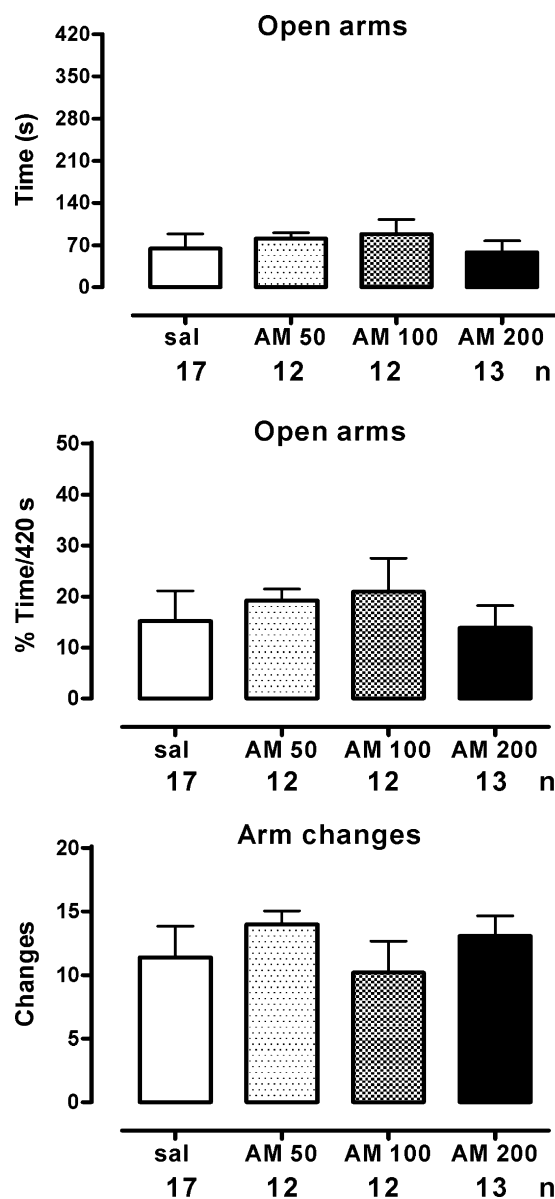 Open arms
Time (s)
420
350
280
210
140
70
0
sal AM 50 AM 100 AM 200
17 12 12 13 n
Open arms
% Time/420 s
50
40
30
20
10
0
sal AM 50 AM 100 AM 200
17 12 12 13 n
Arm changes
Changes
20
15
10
5
0
sal AM 50 AM 100 AM 200
17 12 12 13 n